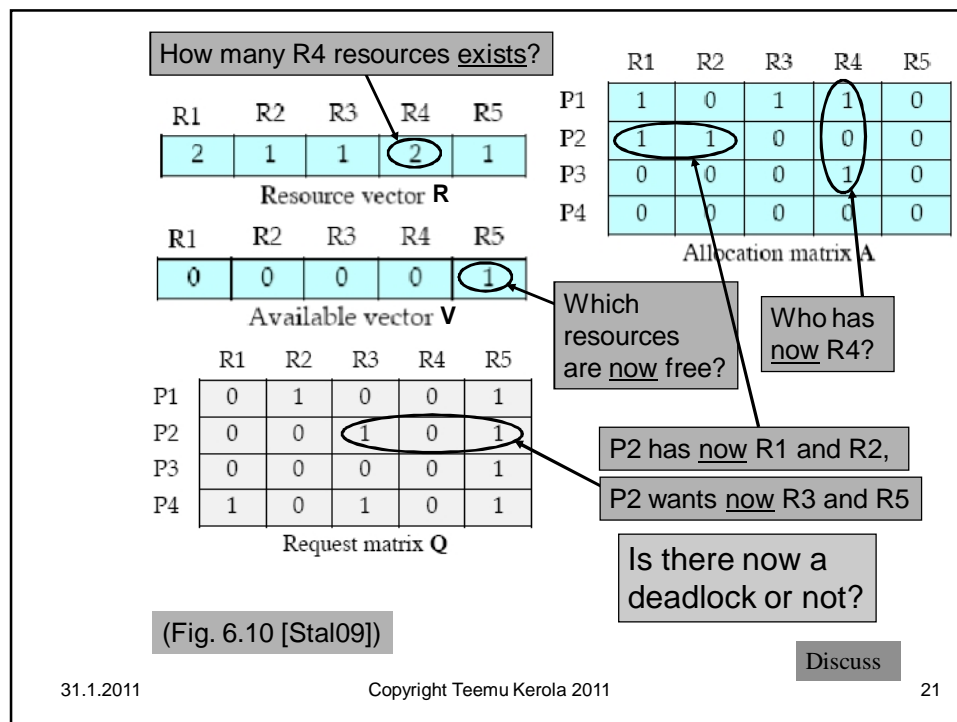 How many R4 resources exists?
R1 R2 R3 R4 R5
2 1 1 2 1
Resource vector R
R1 R2 R3 R4 R5
0 0 0 0 1
Available vector V
R1 R2 R3 R4 R5
P1 1 0 1 1 0
P2 1 1 0 0 0
P3 0 0 0 1 0
P4 0 0 0 0 0
Allocation matrix A
Which
resources
are now free?
Who has
now R4?
R1 R2 R3 R4 R5
P1 0 1 0 0 1
P2 0 0 1 0 1
P3 0 0 0 0 1
P4 1 0 1 0 1
Request matrix Q
P2 has now R1 and R2,
P2 wants now R3 and R5
Is there now a
deadlock or not?
(Fig. 6.10 [Stal09])
Discuss
31.1.2011 Copyright Teemu Kerola 2011 21